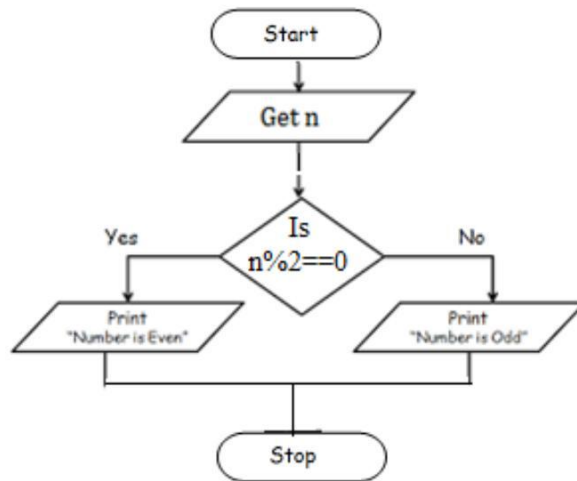 Start
Get n
Is
n%2==0
Yes
No
Print
"Number is Even"
Print
"Number is Odd"
Stop